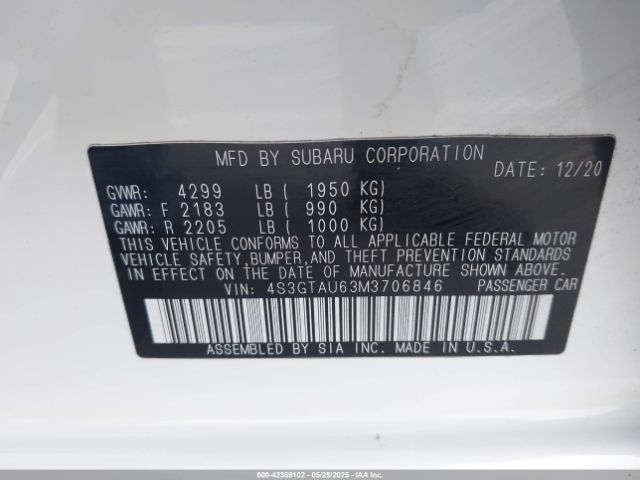 MFD BY SUBARU CORPORATION DATE: 12/20
GVWR: 4299 LB ( 1950 KG)
GAWR: F 2183 LB ( 990 KG)
GAWR: R 2205 LB ( 1000 KG)
THIS VEHICLE CONFORMS TO ALL APPLICABLE FEDERAL MOTOR
VEHICLE SAFETY,BUMPER,AND THEFT PREVENTION STANDARDS
IN EFFECT ON THE DATE OF MANUFACTURE SHOWN ABOVE.
VIN: 4S3GTAU63M3706846 PASSENGER CAR
ASSEMBLED BY SIA INC. MADE IN U.S.A.
000-42369102 - 05/29/2025 - IAAI.COM